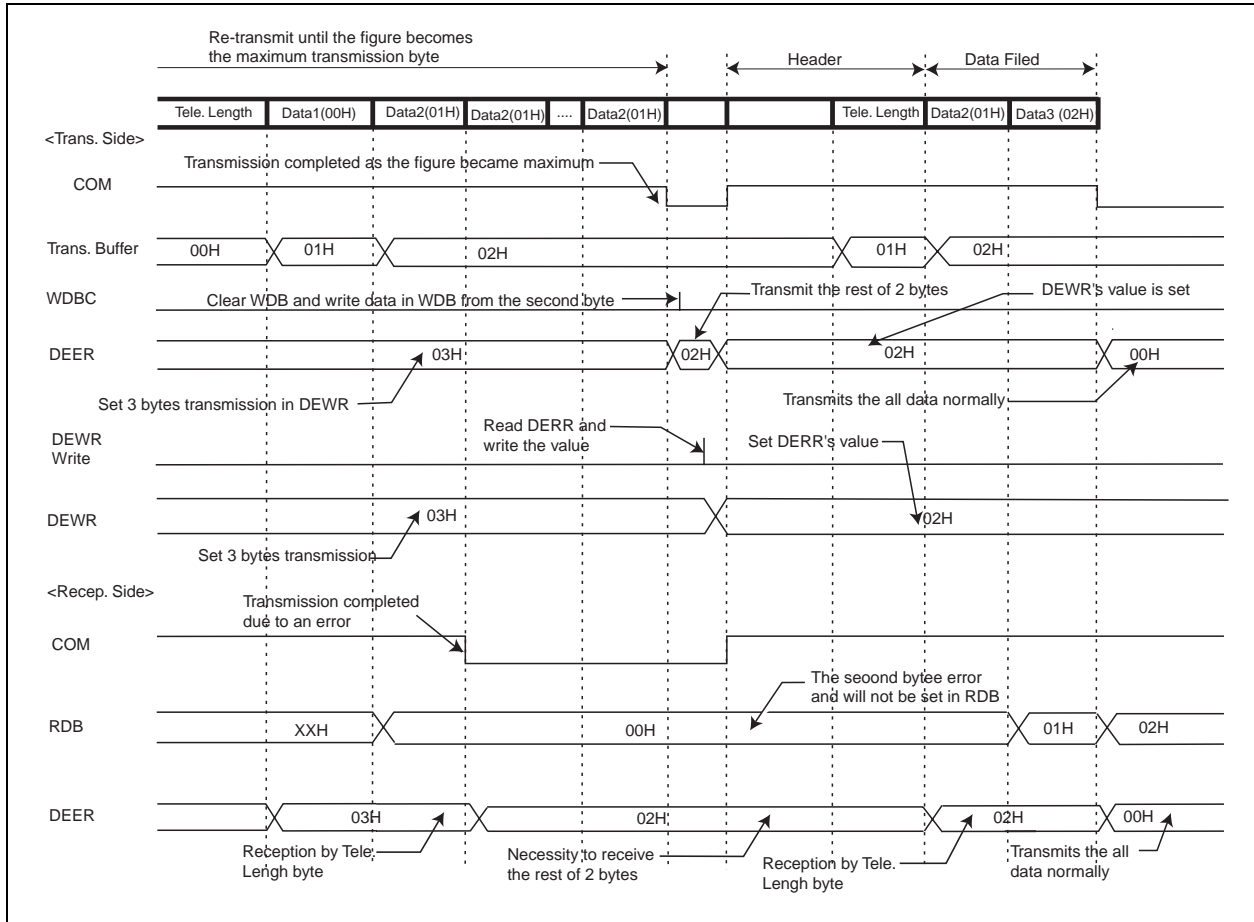 Re-transmit until the figure becomes
the maximum transmission byte
Header
Data Filed
Tele. Length
Data1(00H)
Data2(01H)
Data2(01H)
....
Data2(01H)
Tele. Length
Data2(01H)
Data3 (02H)
<Trans. Side>
Transmission completed as the figure became maximum
COM
Trans. Buffer
00H
01H
02H
01H
02H
WDBC
Clear WDB and write data in WDB from the second byte
Transmit the rest of 2 bytes
DEWR's value is set
DEER
03H
02H
02H
00H
Set 3 bytes transmission in DEWR
Transmits the all data normally
DEWR
Write
Read DERR and
write the value
Set DERR's value
DEWR
03H
02H
Set 3 bytes transmission
<Recep. Side>
Transmission completed
due to an error
COM
The seoond bytee error
and will not be set in RDB
RDB
XXH
00H
01H
02H
DEER
03H
02H
02H
00H
Reception by Tele.
Lengh byte
Necessity to receive
the rest of 2 bytes
Reception by Tele.
Lengh byte
Transmits the all
data normally